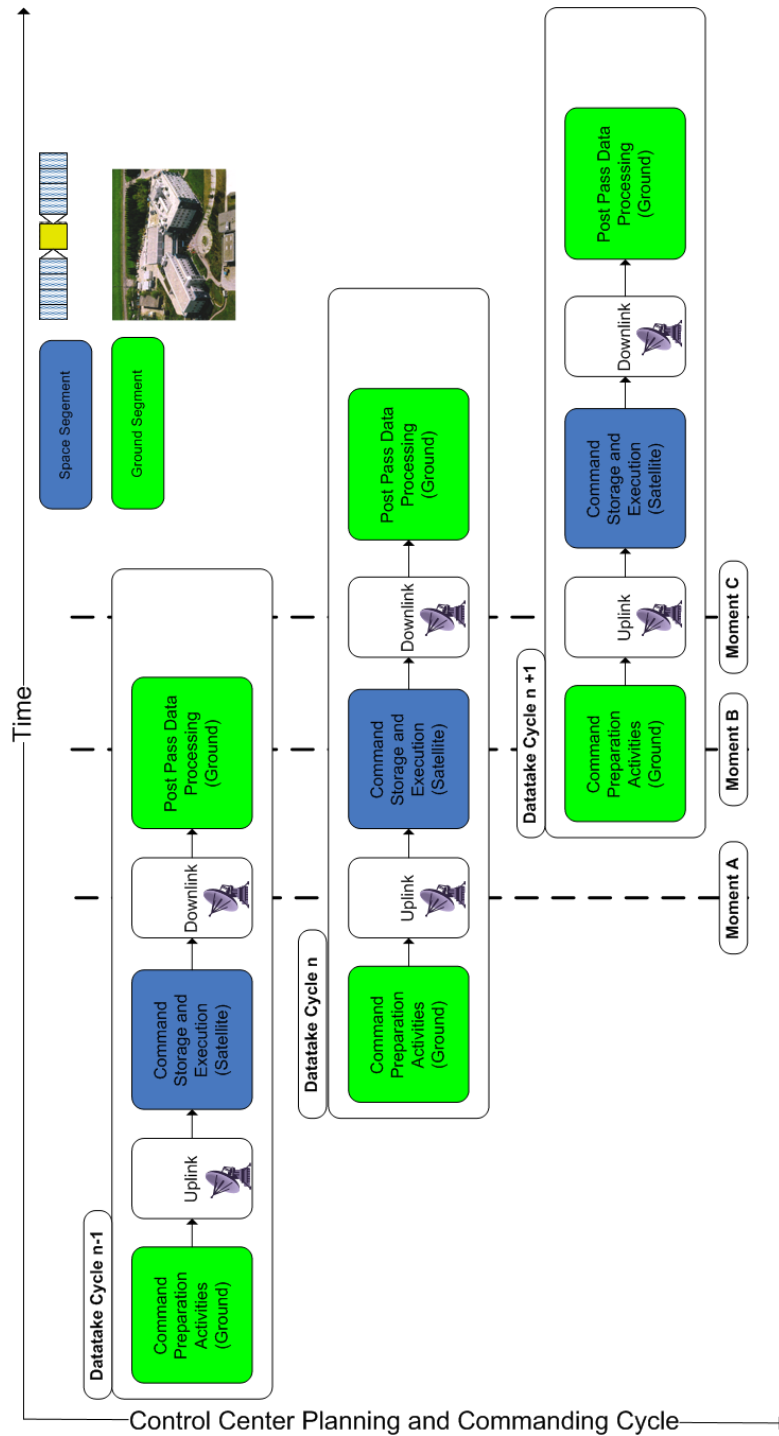 Time
Space Segement
Ground Segment
Datatake Cycle n-1
Command
Preparation
Activities
(Ground)
Uplink
Command
Storage and
Execution
(Satellite)
Downlink
Post Pass Data
Processing
(Ground)
Datatake Cycle n
Command
Preparation
Activities
(Ground)
Uplink
Command
Storage and
Execution
(Satellite)
Downlink
Post Pass Data
Processing
(Ground)
Datatake Cycle n +1
Command
Preparation
Activities
(Ground)
Uplink
Command
Storage and
Execution
(Satellite)
Downlink
Post Pass Data
Processing
(Ground)
Moment A
Moment B
Moment C
Control Center Planning and Commanding Cycle